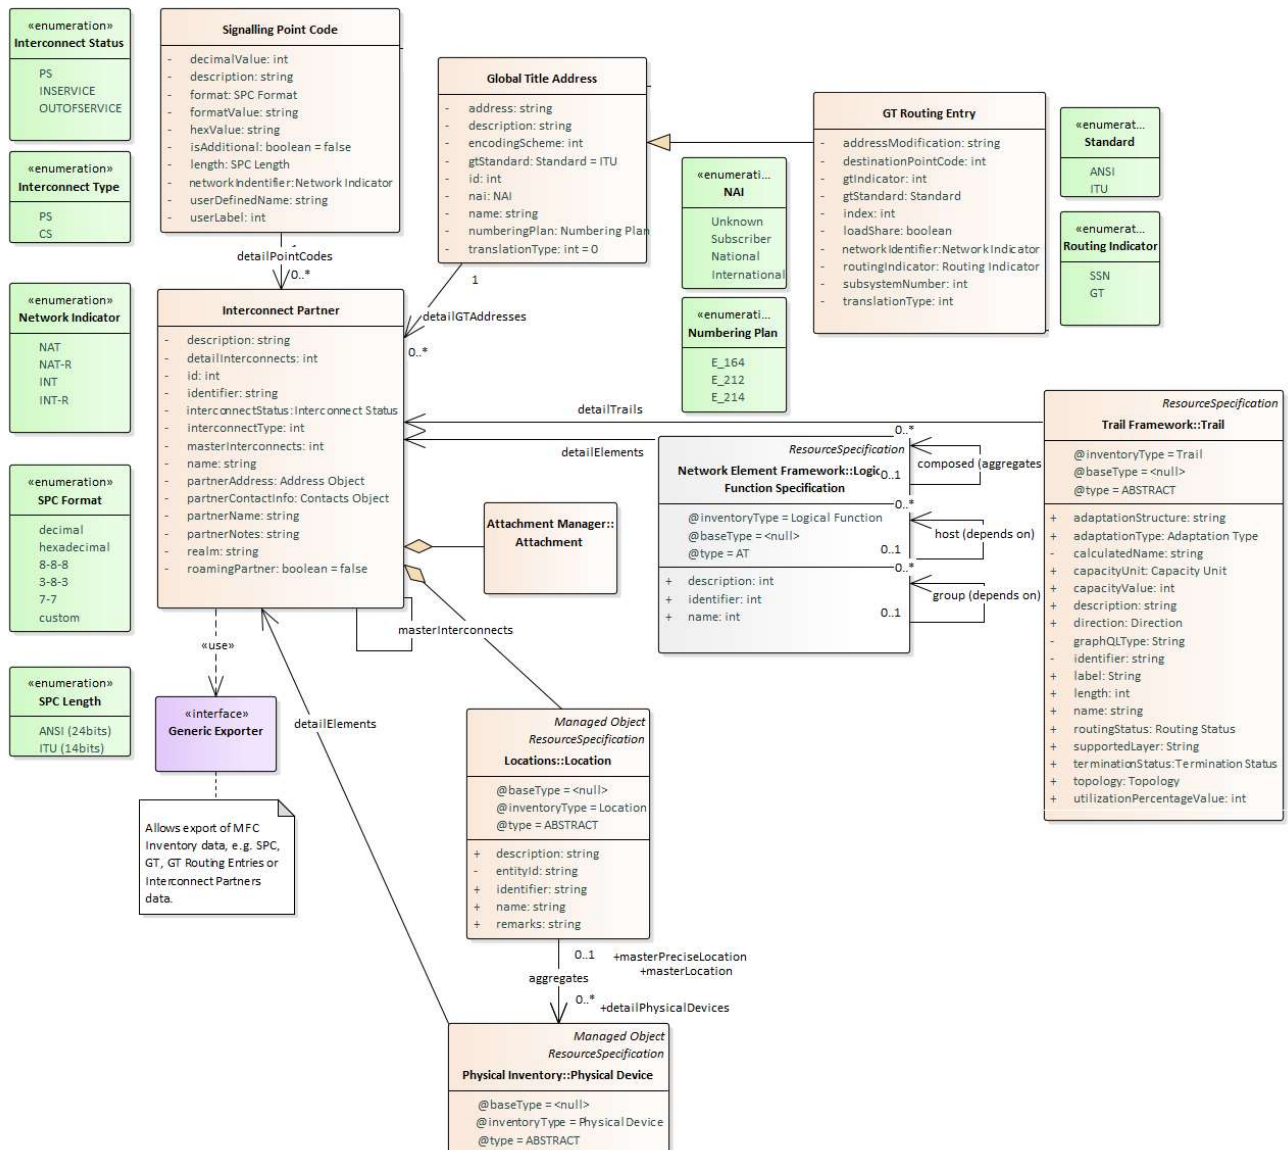 «enumeration»
Interconnect Status
PS
INSERVICE
OUTOFSERVICE
«enumeration»
Interconnect Type
PS
CS
«enumeration»
Network Indicator
NAT
NAT-R
INT
INT-R
«enumeration»
SPC Format
decimal
hexadecimal
8-8-8
3-8-3
7-7
custom
«enumeration»
SPC Length
ANSI (24bits)
ITU (14bits)
Signalling Point Code
- decimalValue: int
- description: string
- format: SPC Format
- formatValue: string
- hexValue: string
- isAdditional: boolean = false
- length: SPC Length
- networkIndentifier: Network Indicator
- userDefinedName: string
- userLabel: int
detailPointCodes
0..*
Global Title Address
- address: string
- description: string
- encodingScheme: int
- gtStandard: Standard = ITU
- id: int
- nai: NAI
- name: string
- numberingPlan: Numbering Plan
- translationType: int = 0
1
detailGTAddresses
0..*
GT Routing Entry
- addressModification: string
- destinationPointCode: int
- gtIndicator: int
- gtStandard: Standard
- index: int
- loadShare: boolean
- networkIdentifier: Network Indicator
- routingIndicator: Routing Indicator
- subsystemNumber: int
- translationType: int
«enumerati...
NAI
Unknown
Subscriber
National
International
«enumerati...
Numbering Plan
E_164
E_212
E_214
«enumerat...
Standard
ANSI
ITU
«enumerat...
Routing Indicator
SSN
GT
Interconnect Partner
- description: string
- detailInterconnects: int
- id: int
- identifier: string
- interconnectStatus: Interconnect Status
- interconnectType: int
- masterInterconnects: int
- name: string
- partnerAddress: Address Object
- partnerContactInfo: Contacts Object
- partnerName: string
- partnerNotes: string
- realm: string
- roamingPartner: boolean = false
masterInterconnects
detailTrails
detailElements
Attachment Manager::
Attachment
ResourceSpecification
Network Element Framework::Logic
Function Specification
@inventoryType = Logical Function
@baseType = <null>
@type = AT
+ description: int
+ identifier: int
+ name: int
0..*
composed (aggregates
0..1
0..*
host (depends on)
0..1
0..*
group (depends on)
0..1
ResourceSpecification
Trail Framework::Trail
@inventoryType = Trail
@baseType = <null>
@type = ABSTRACT
+ adaptationStructure: string
+ adaptationType: Adaptation Type
- calculatedName: string
+ capacityUnit: Capacity Unit
+ capacityValue: int
+ description: string
+ direction: Direction
- graphQLType: String
- identifier: string
+ label: String
+ length: int
+ name: string
+ routingStatus: Routing Status
+ supportedLayer: String
+ terminationStatus: Termination Status
+ topology: Topology
+ utilizationPercentageValue: int
«use»
«interface»
Generic Exporter
Allows export of MFC
Inventory data, e.g. SPC,
GT, GT Routing Entries or
Interconnect Partners
data.
detailElements
Managed Object
ResourceSpecification
Locations::Location
@baseType = <null>
@inventoryType = Location
@type = ABSTRACT
+ description: string
- entityId: string
+ identifier: string
+ name: string
+ remarks: string
0..1
+masterPreciseLocation
+masterLocation
aggregates
0..*
+detailPhysicalDevices
Managed Object
ResourceSpecification
Physical Inventory::Physical Device
@baseType = <null>
@inventoryType = Physical Device
@type = ABSTRACT